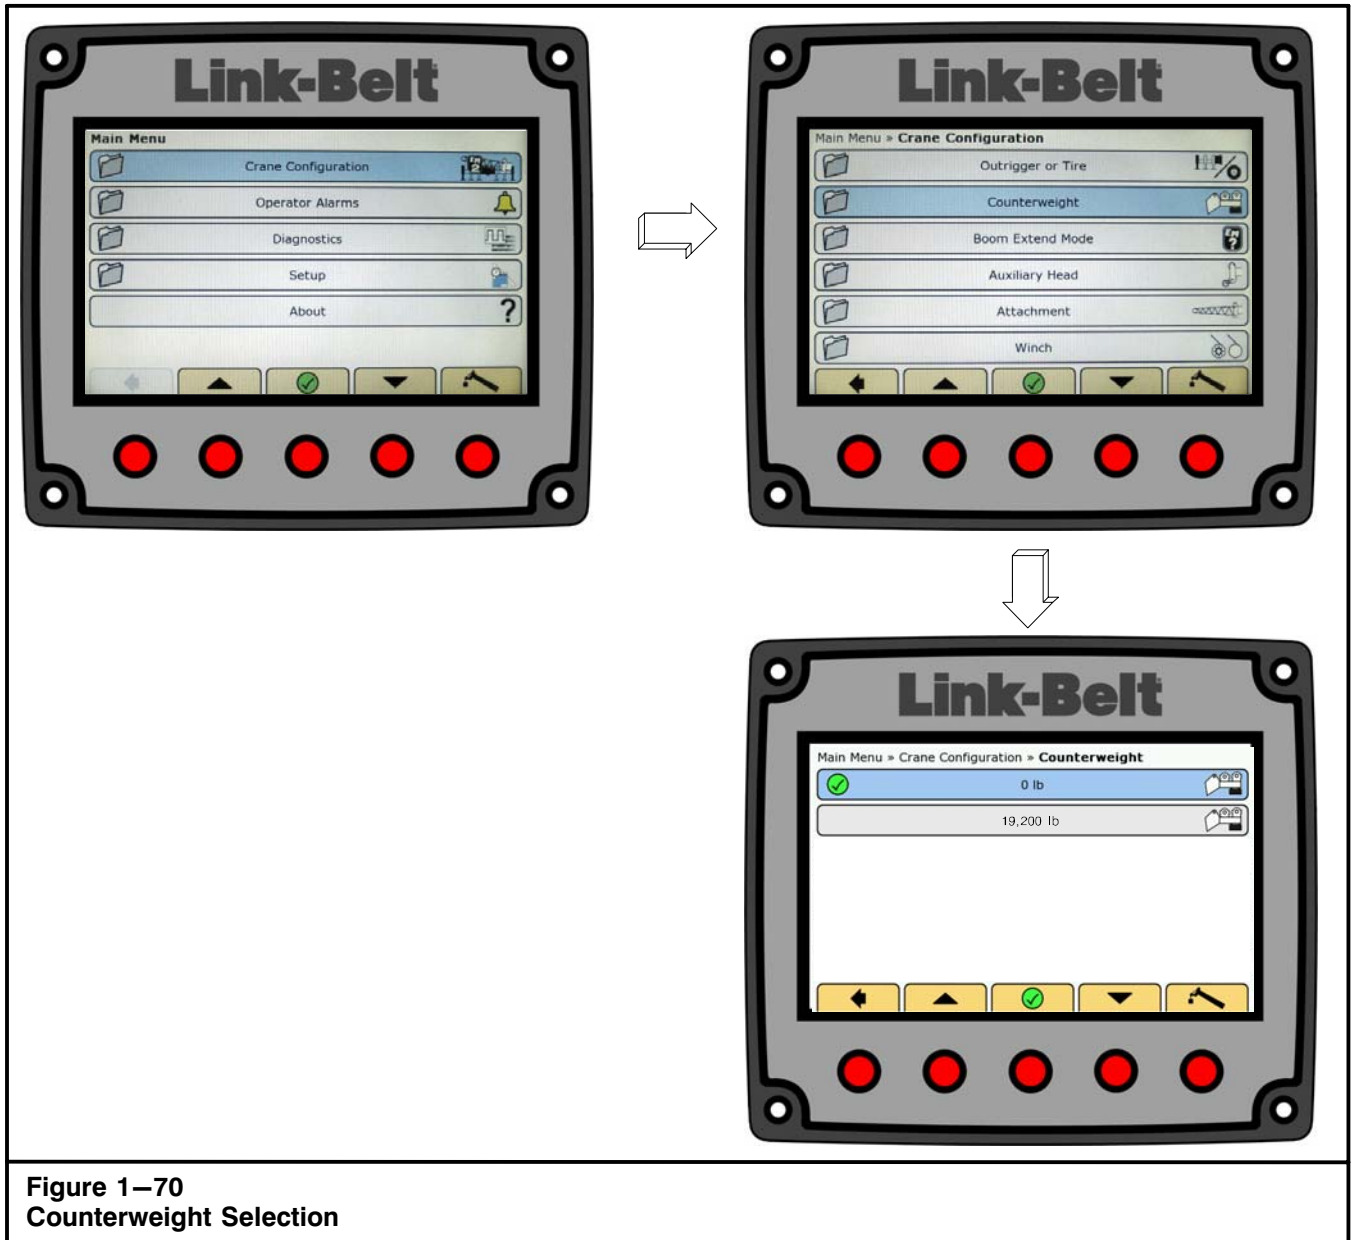 Link-Belt
Main Menu
Crane Configuration
Operator Alarms
Diagnostics
Setup
About
?
Link-Belt
Main Menu » Crane Configuration
Outrigger or Tire
Counterweight
Boom Extend Mode
?
Auxiliary Head
Attachment
Winch
Link-Belt
Main Menu » Crane Configuration » Counterweight
0 lb
19,200 lb
Figure 1—70
Counterweight Selection